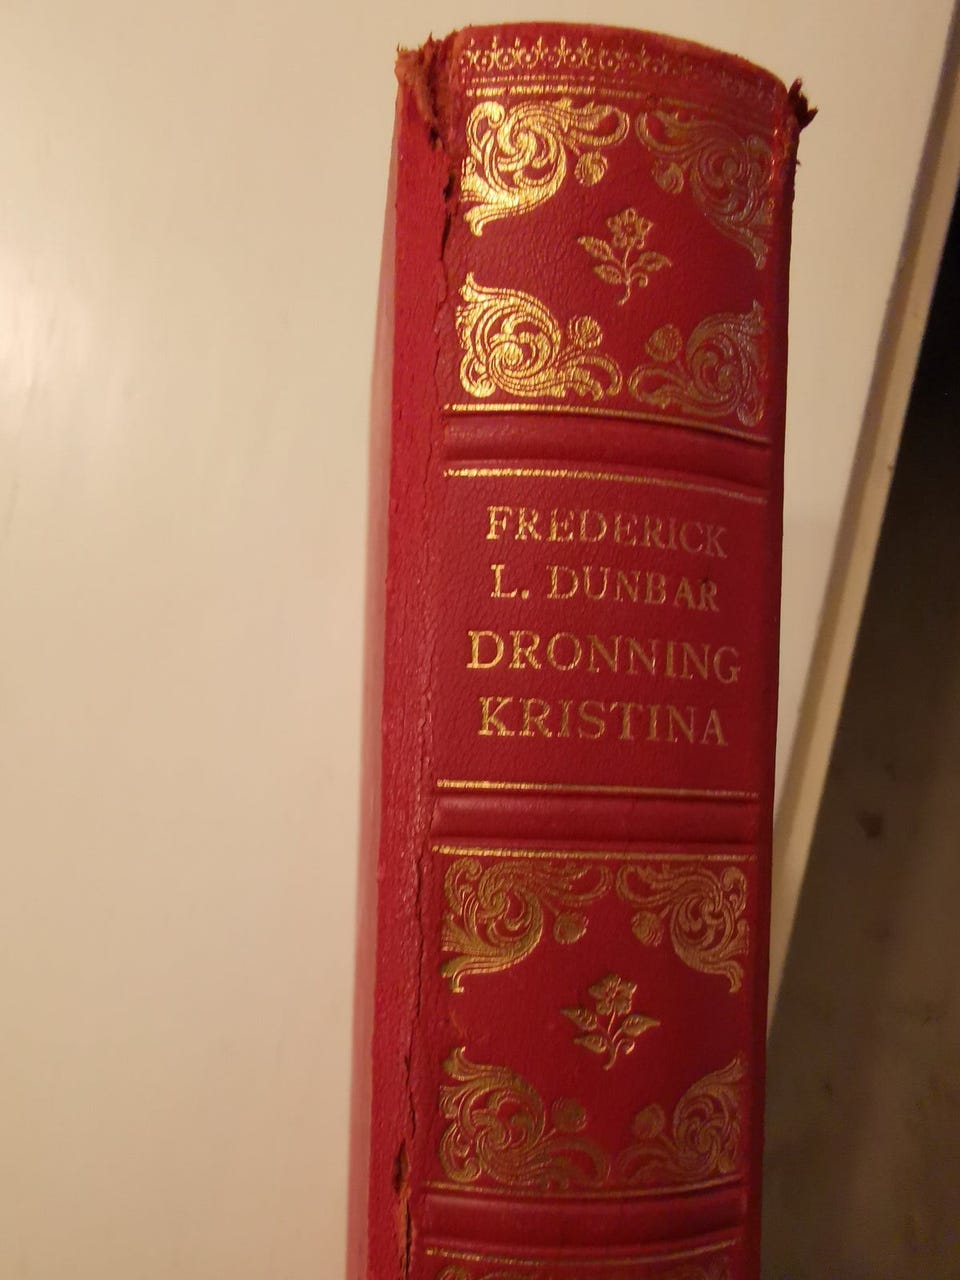 FREDERICK
L. DUNBAR
DRONNING
KRISTINA